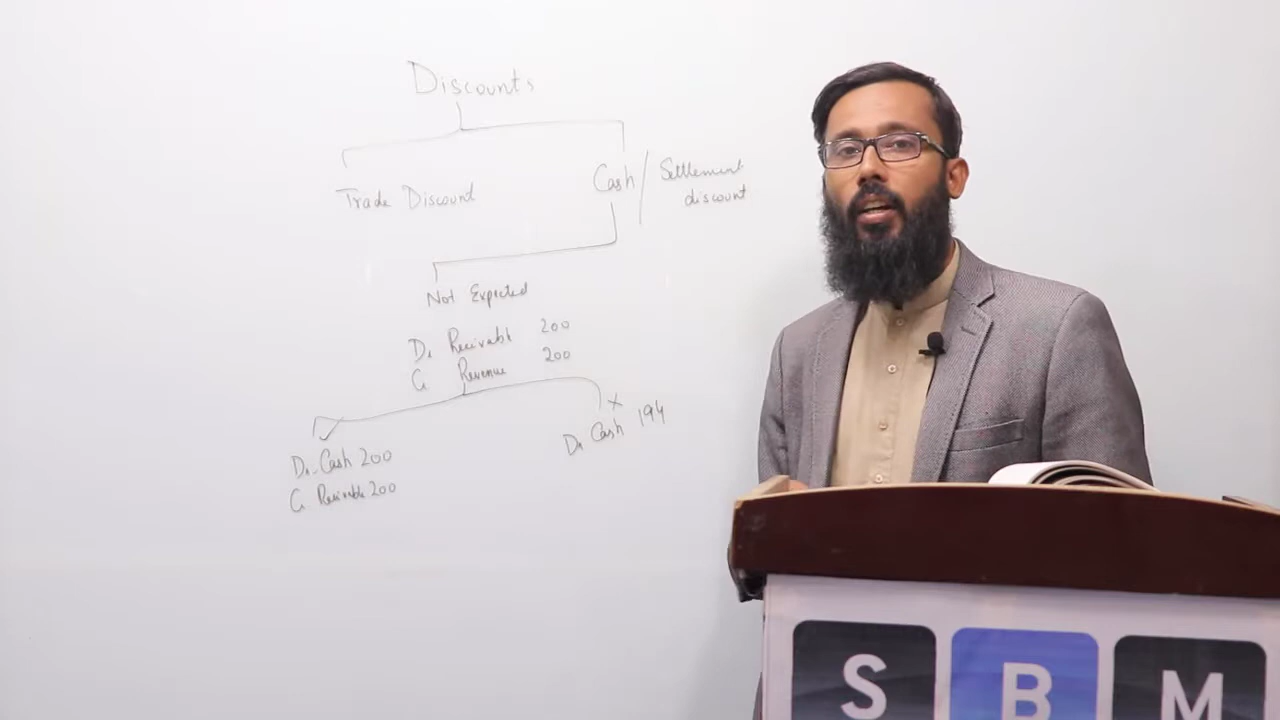 Discounts
Trade Discount
Cash / Settlement
discount
Not Expected
Dr Receivable 200
Cr Revenue 200
✓
×
Dr. Cash 200
Cr Receivable 200
Dr Cash 194
S B M